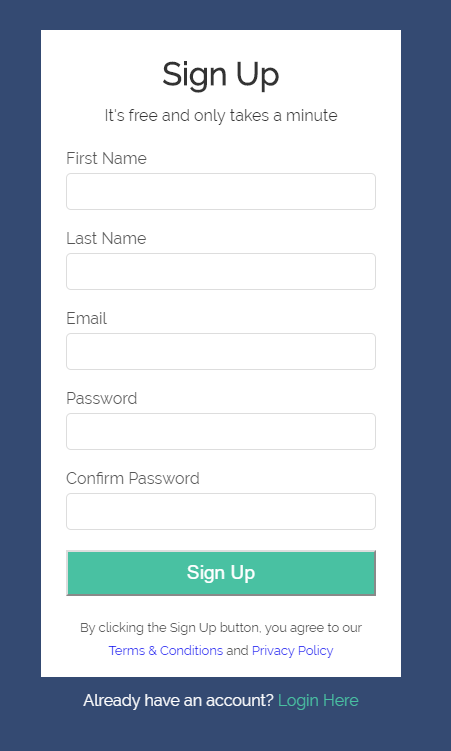 Sign Up
It's free and only takes a minute
First Name
Last Name
Email
Password
Confirm Password
Sign Up
By clicking the Sign Up button, you agree to our
Terms & Conditions and Privacy Policy
Already have an account? Login Here